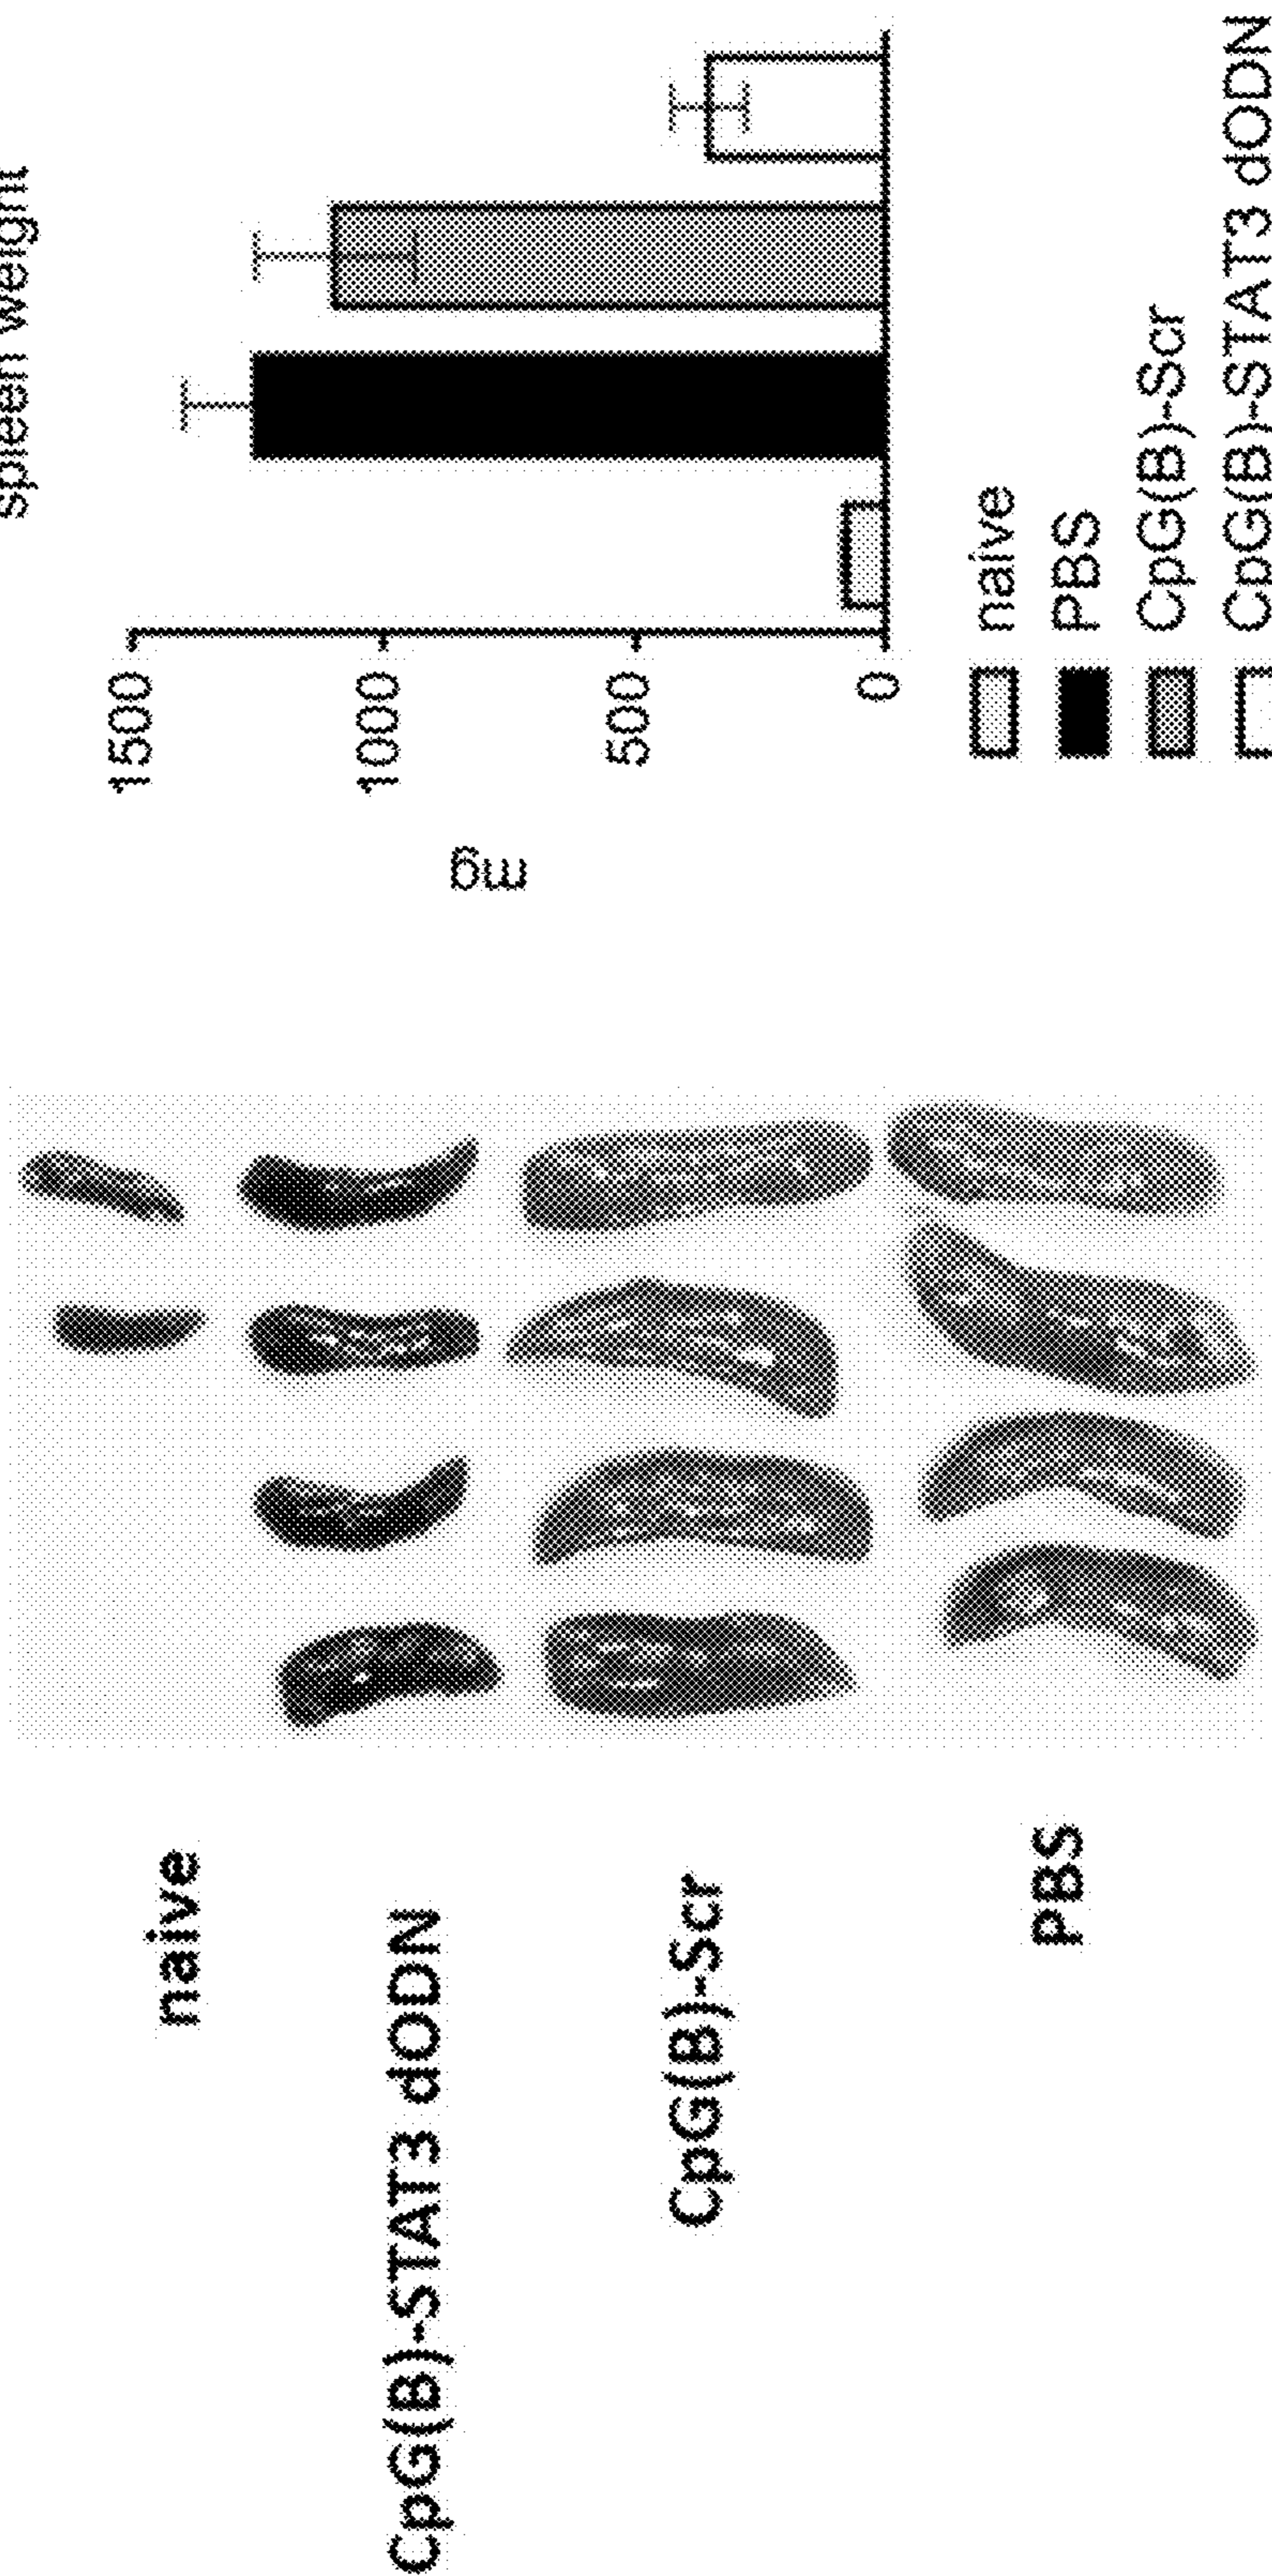 naive
CpG(B)-STAT3 dODN
CpG(B)-Scr
PBS
spleen weight
mg
1500
1000
500
0
naive
PBS
CpG(B)-Scr
CpG(B)-STAT3 dODN